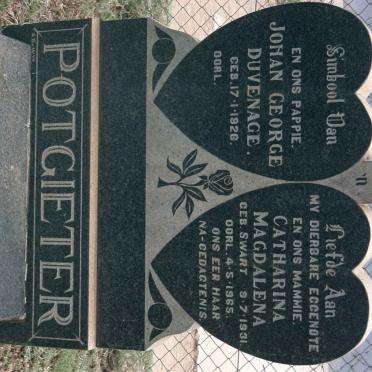 Simbool Van 'n Liefde Aan
EN ONS PAPPIE.
JOHAN GEORGE
DUVENAGE.
GEB. 17·1·1926
OORL.
MY DIERBARE EGGENOTE
EN ONS MAMMIE.
CATHARINA
MAGDALENA
GEB. SWART 9·7·1931.
OORL. 4·5·1985.
ONS EER HAAR
NA-GEDAGTENIS.
POTGIETER